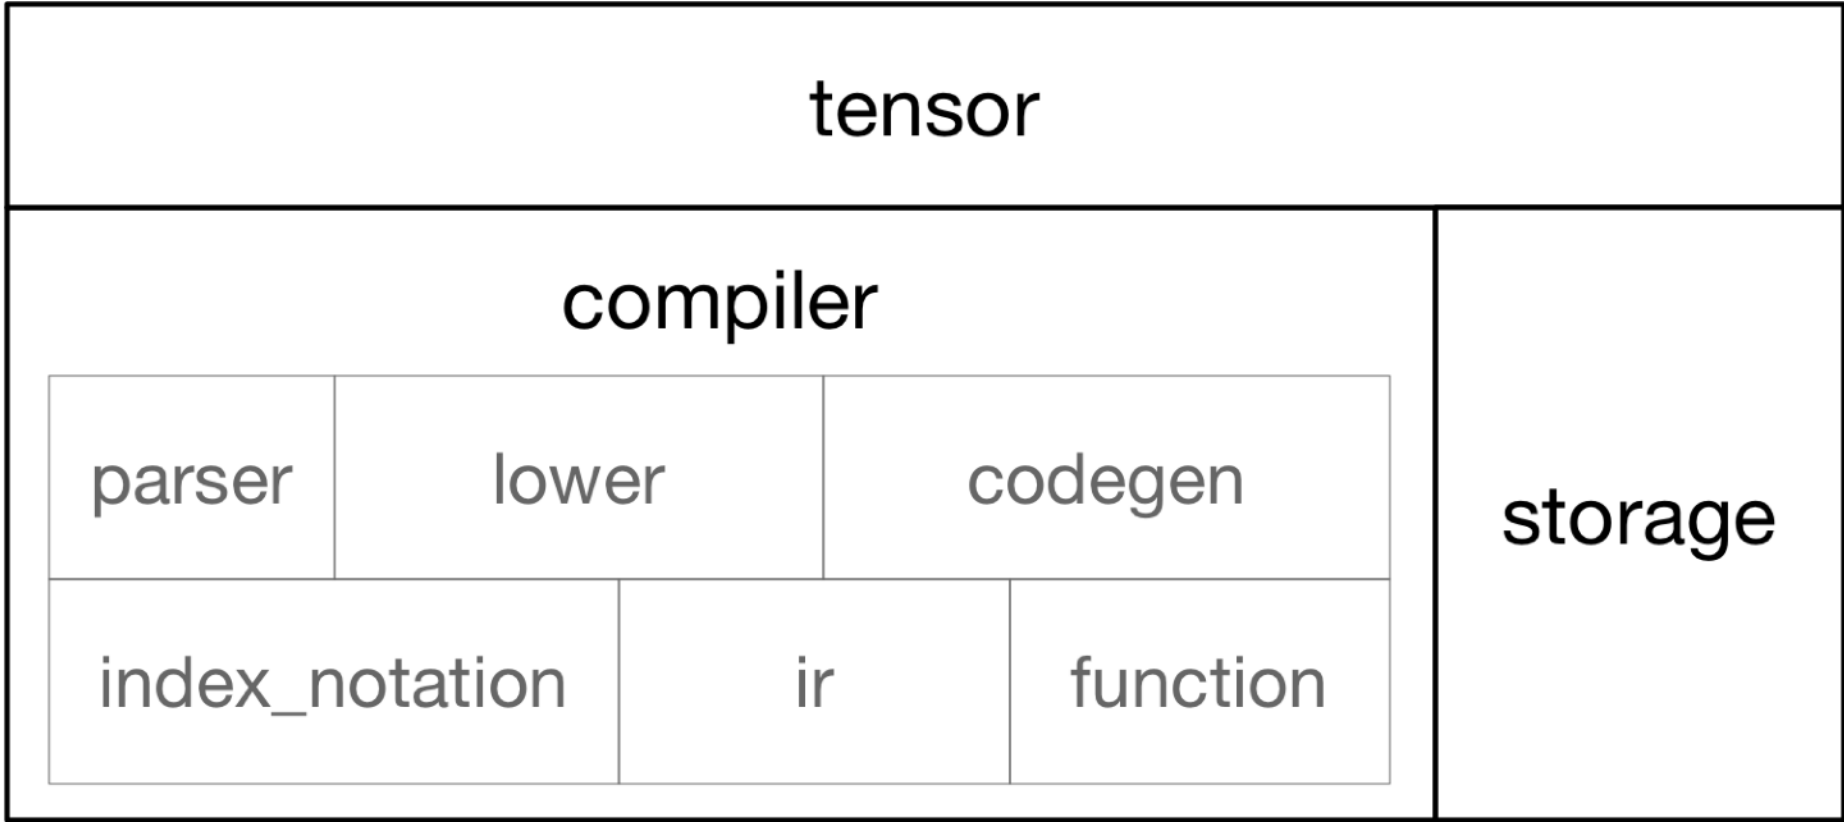 tensor
compiler
parser
lower
codegen
index_notation
ir
function
storage